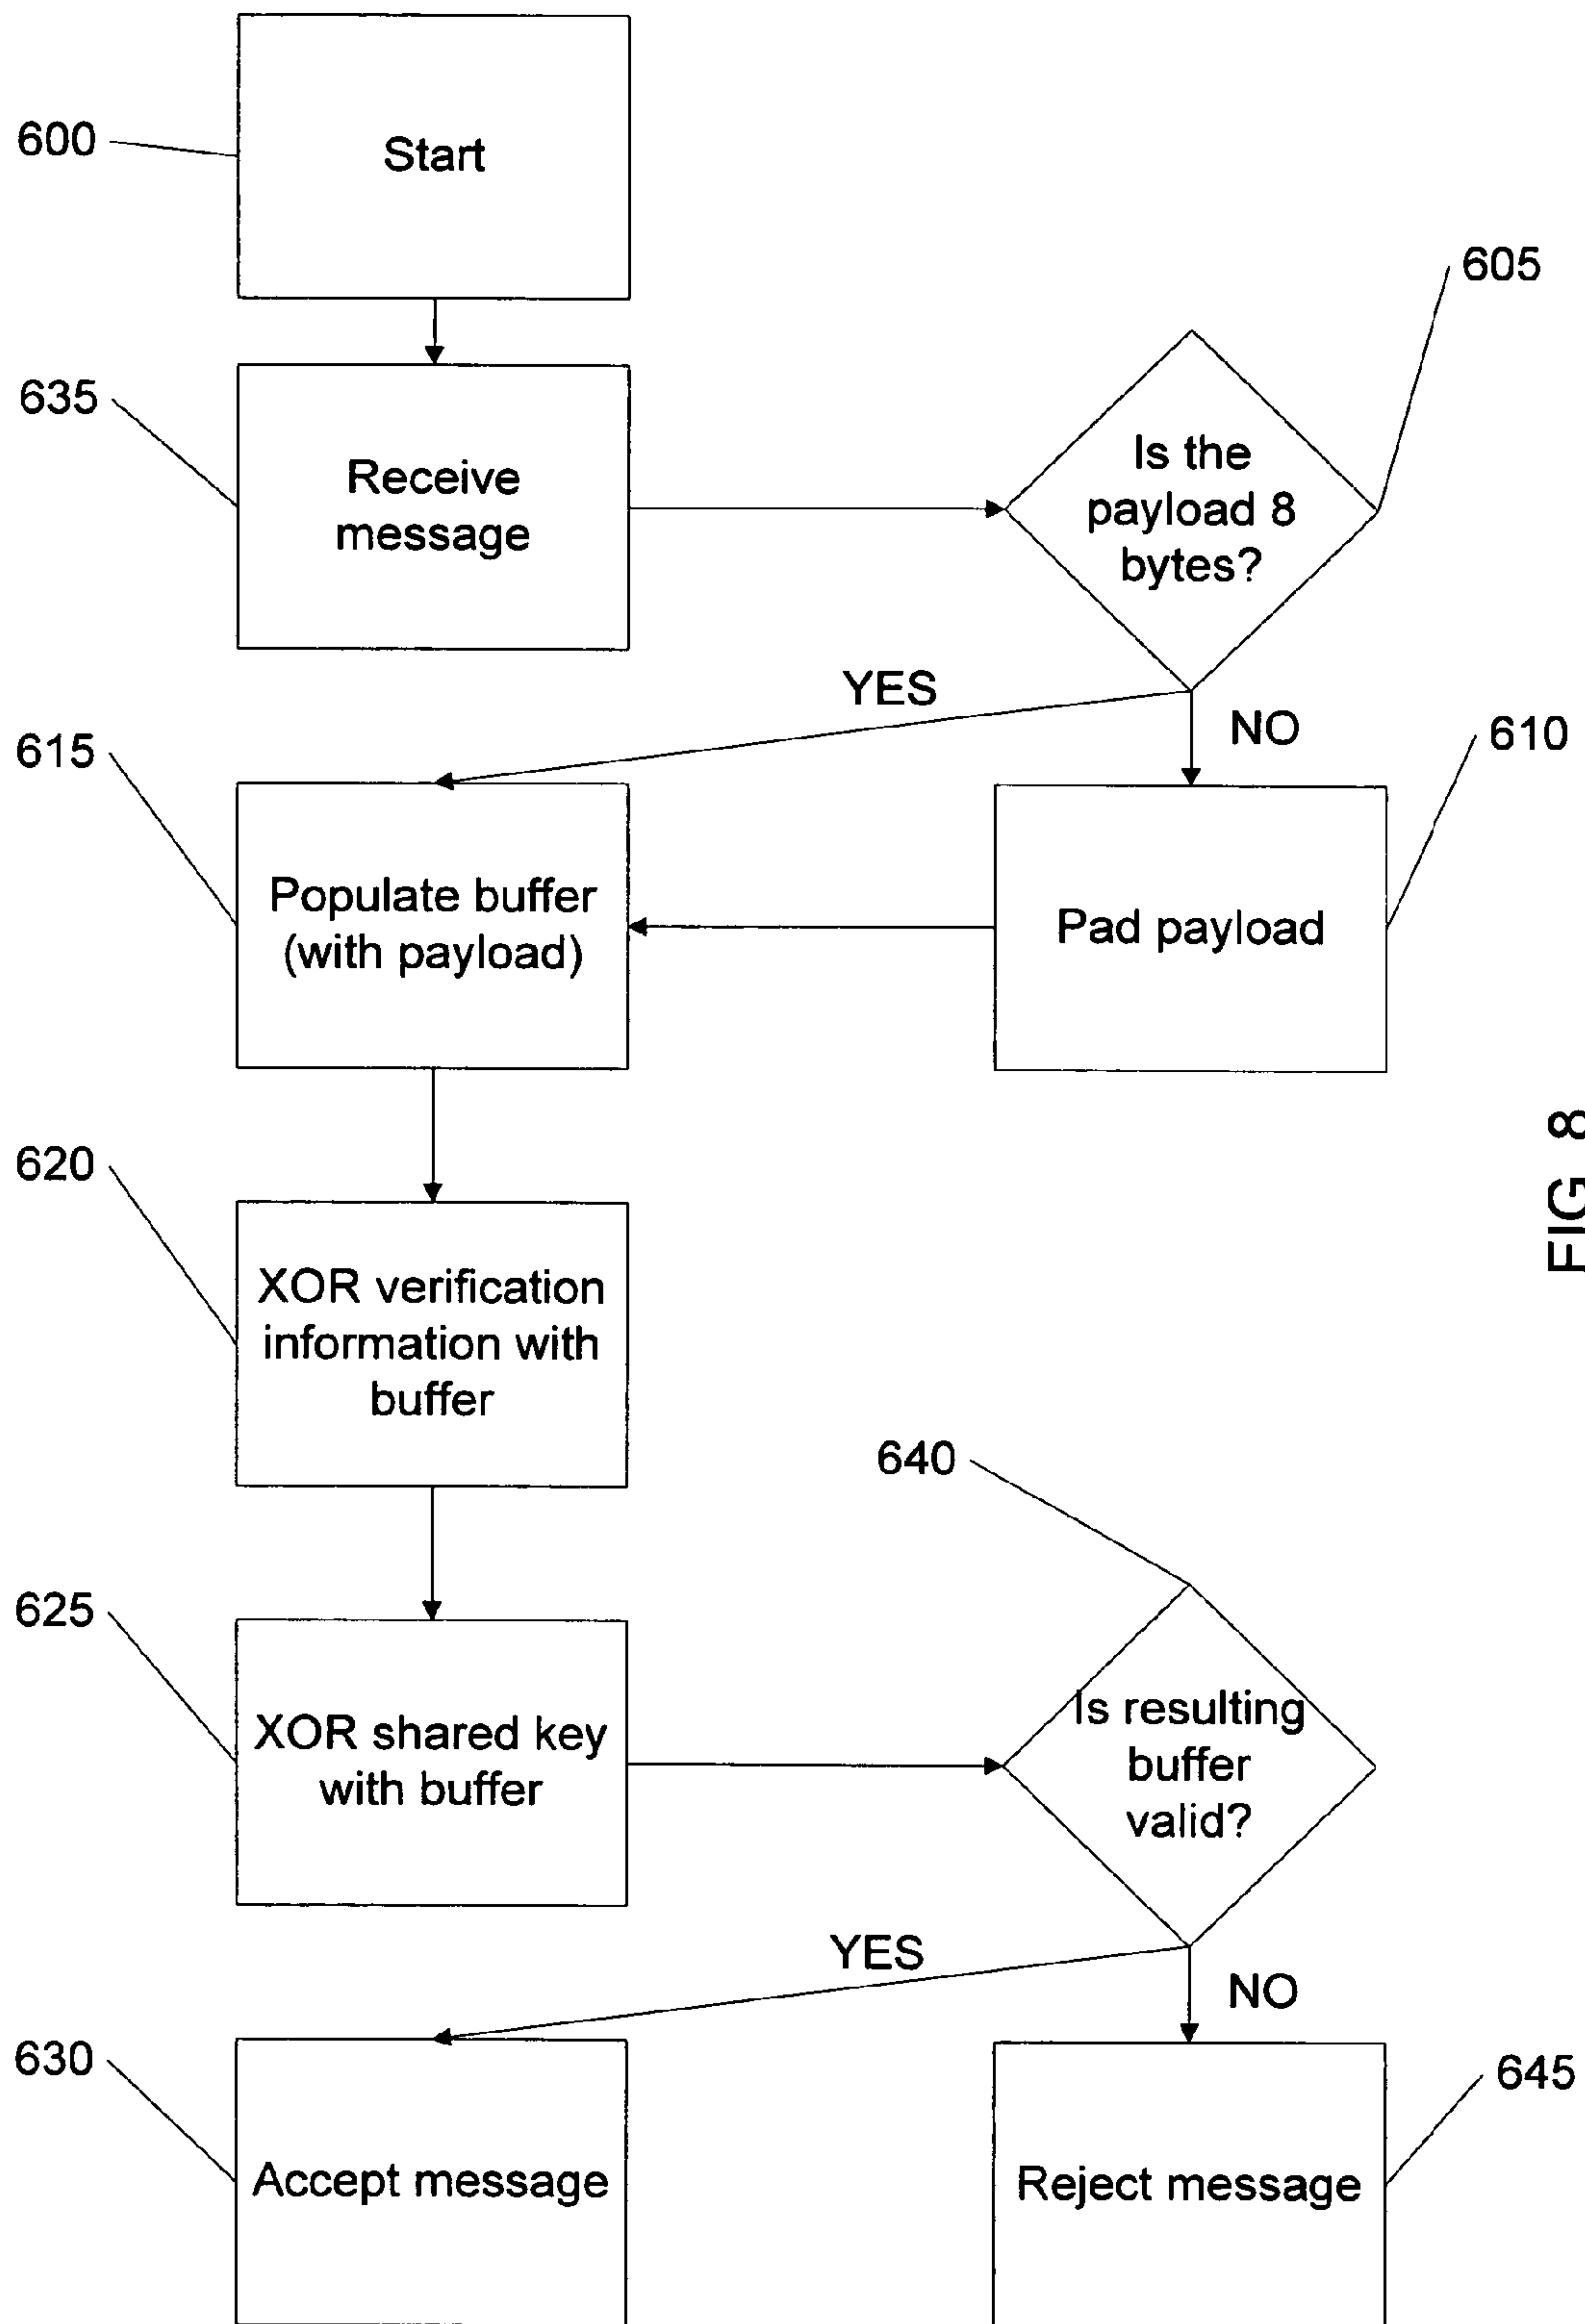 600
Start
605
635
Receive
message
Is the
payload 8
bytes?
YES
NO
615
610
Populate buffer
(with payload)
Pad payload
FIG 8
620
XOR verification
information with
buffer
640
625
XOR shared key
with buffer
Is resulting
buffer
valid?
YES
NO
630
645
Accept message
Reject message